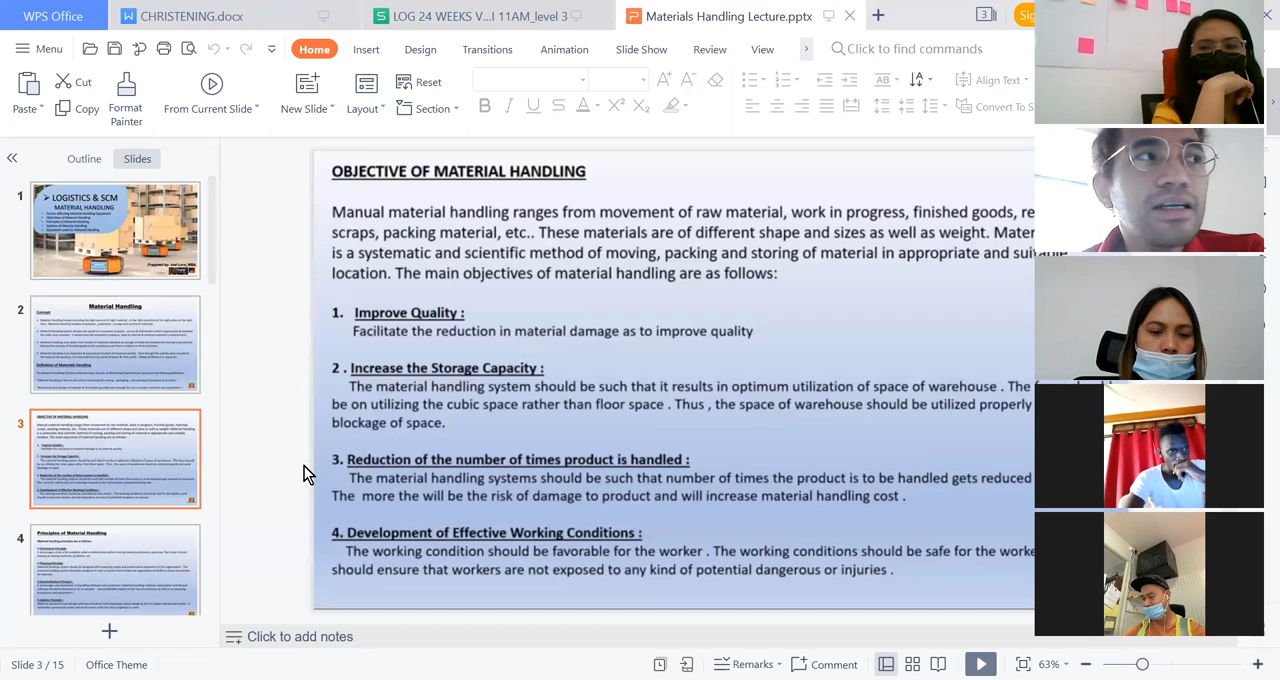 WPS Office
CHRISTENING.docx
LOG 24 WEEKS V...I 11AM_level 3
Materials Handling Lecture.pptx
3
Menu
Home
Insert
Design
Transitions
Animation
Slide Show
Review
View
Click to find commands
Paste
Cut
Copy
Format
Painter
From Current Slide
New Slide
Layout
Reset
Section
Align Text
Convert To S
Outline
Slides
1
LOGISTICS & SCM
MATERIAL HANDLING
2
Material Handling
3
OBJECTIVE OF MATERIAL HANDLING
4
Principles of Material Handling
OBJECTIVE OF MATERIAL HANDLING
Manual material handling ranges from movement of raw material, work in progress, finished goods, re
scraps, packing material, etc.. These materials are of different shape and sizes as well as weight. Mater
is a systematic and scientific method of moving, packing and storing of material in appropriate and sui
location. The main objectives of material handling are as follows:
1. Improve Quality :
Facilitate the reduction in material damage as to improve quality
2 . Increase the Storage Capacity :
The material handling system should be such that it results in optimum utilization of space of warehouse . The
be on utilizing the cubic space rather than floor space . Thus , the space of warehouse should be utilized properly
blockage of space.
3. Reduction of the number of times product is handled :
The material handling systems should be such that number of times the product is to be handled gets reduced
The more the will be the risk of damage to product and will increase material handling cost .
4. Development of Effective Working Conditions :
The working conditions should be favorable for the worker . The working conditions should be safe for the worke
should ensure that workers are not exposed to any kind of potential dangerous or injuries .
Click to add notes
Slide 3 / 15
Office Theme
Remarks
Comment
63%